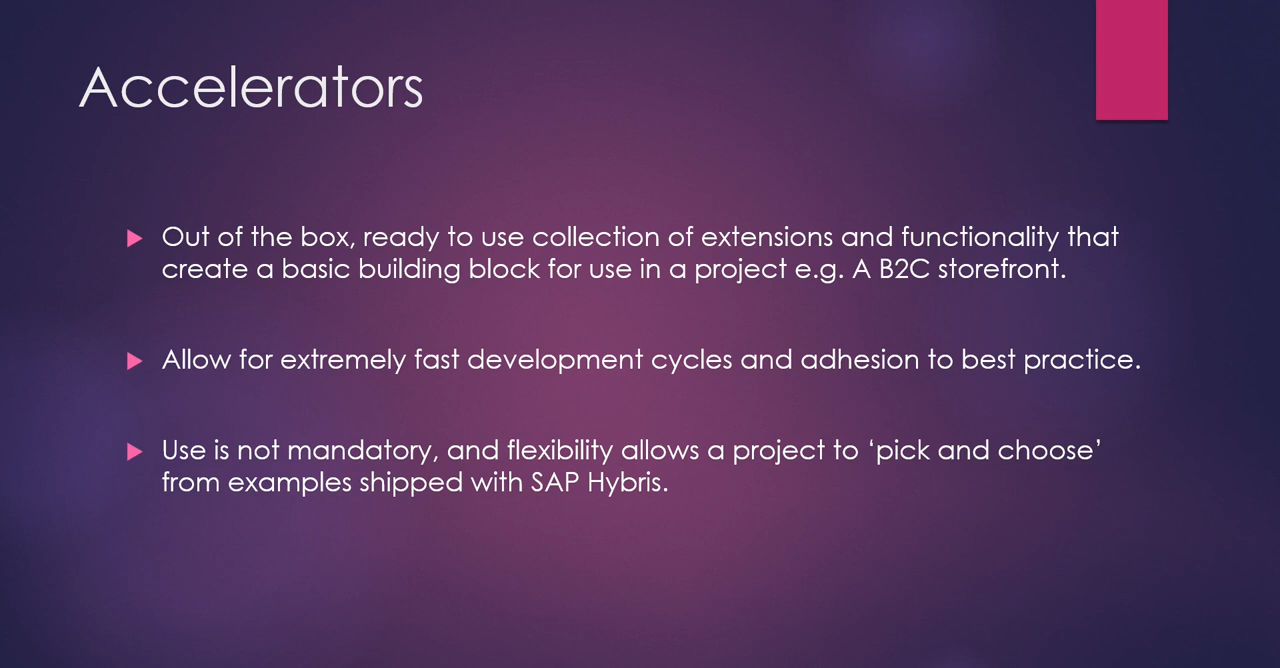 Accelerators
Out of the box, ready to use collection of extensions and functionality that
create a basic building block for use in a project e.g. A B2C storefront.
Allow for extremely fast development cycles and adhesion to best practice.
Use is not mandatory, and flexibility allows a project to ‘pick and choose’
from examples shipped with SAP Hybris.